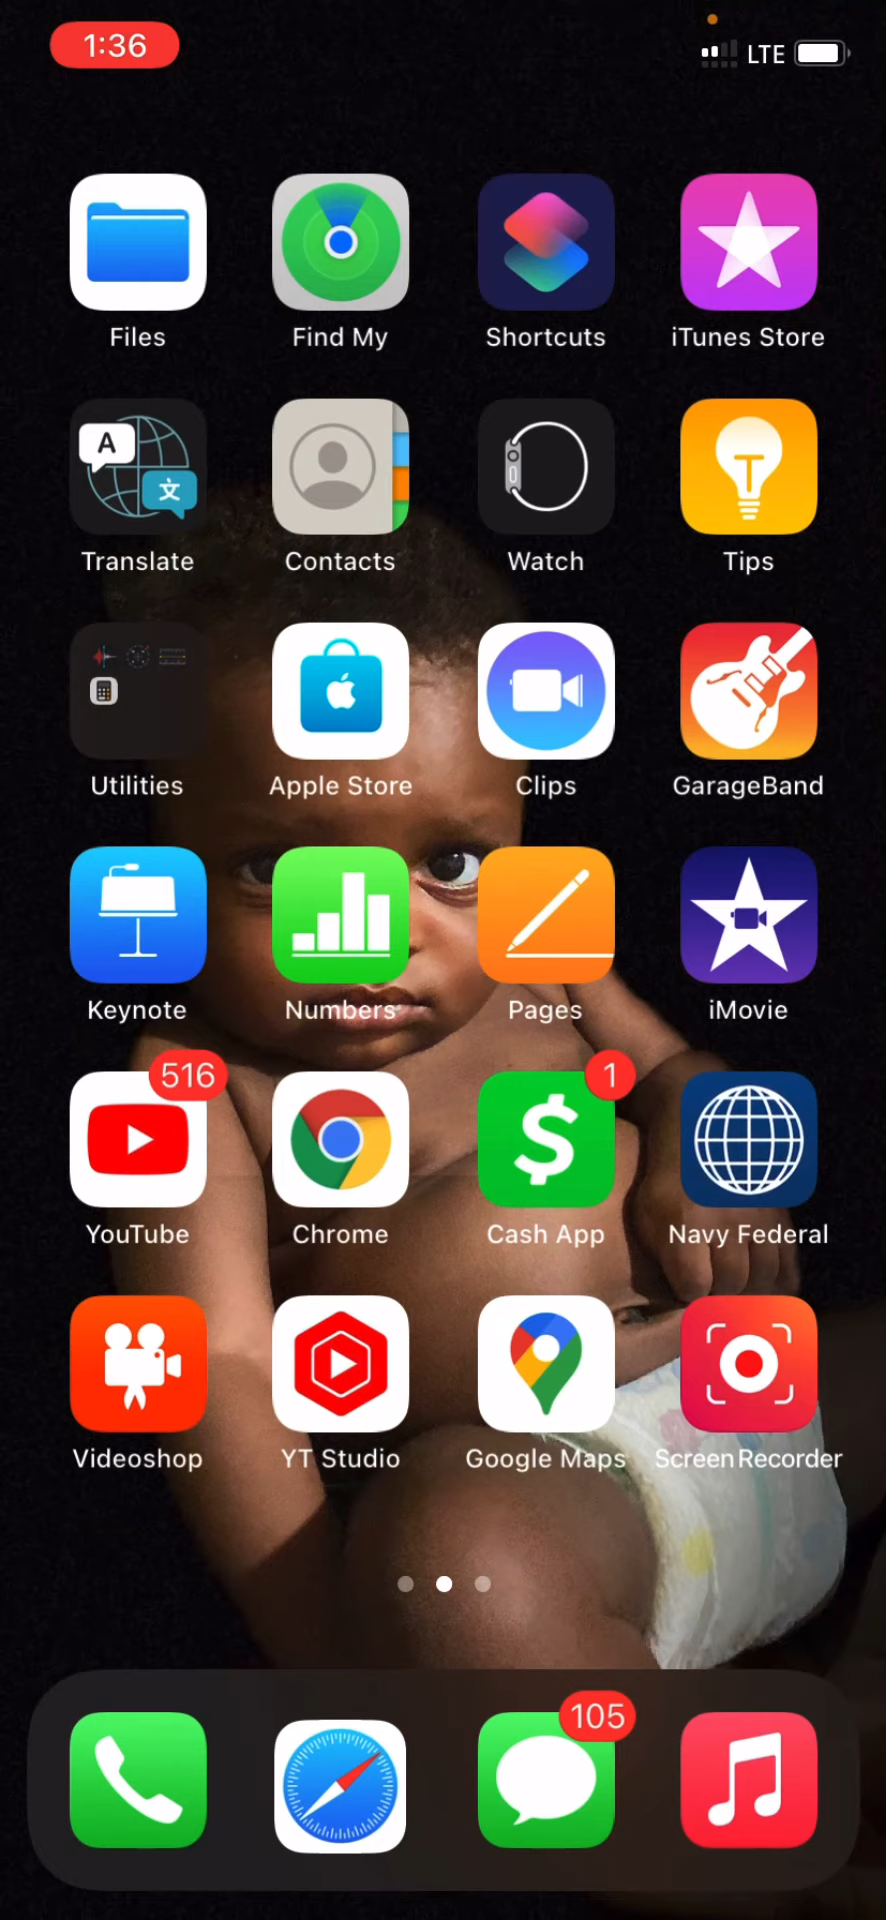 1:36
LTE
Files Find My Shortcuts iTunes Store
A 文
Translate Contacts Watch Tips
Utilities Apple Store Clips GarageBand
Keynote Numbers Pages iMovie
516 1
YouTube Chrome Cash App Navy Federal
Videoshop YT Studio Google Maps Screen Recorder
105